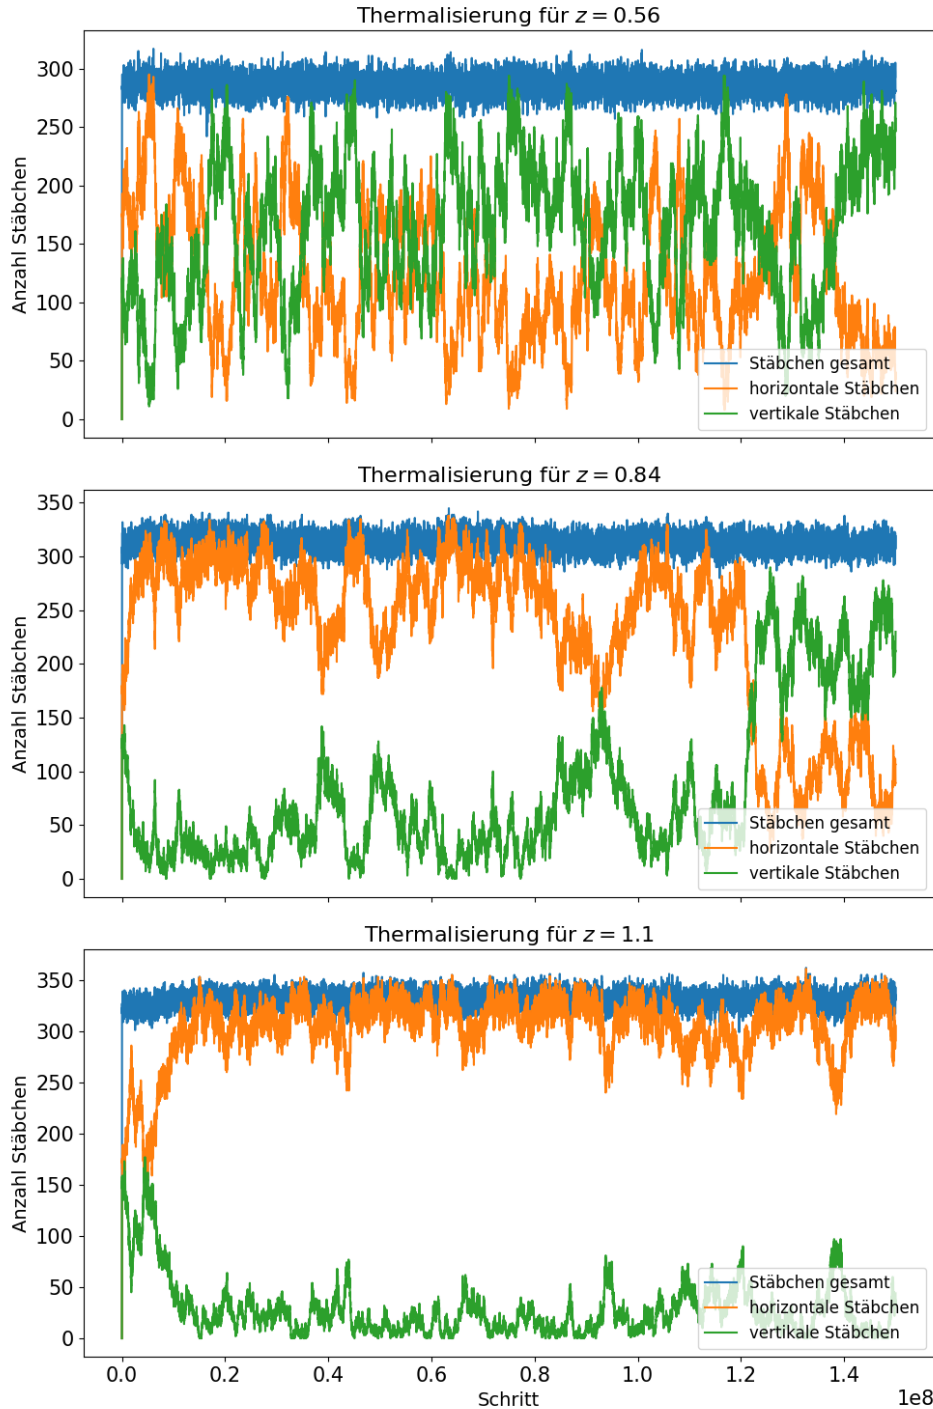 Thermalisierung für z = 0.56
Anzahl Stäbchen
300
250
200
150
100
50
0
Stäbchen gesamt
horizontale Stäbchen
vertikale Stäbchen
Thermalisierung für z = 0.84
Anzahl Stäbchen
350
300
250
200
150
100
50
0
Stäbchen gesamt
horizontale Stäbchen
vertikale Stäbchen
Thermalisierung für z = 1.1
Anzahl Stäbchen
350
300
250
200
150
100
50
0
Stäbchen gesamt
horizontale Stäbchen
vertikale Stäbchen
0.0 0.2 0.4 0.6 0.8 1.0 1.2 1.4
Schritt
1e8